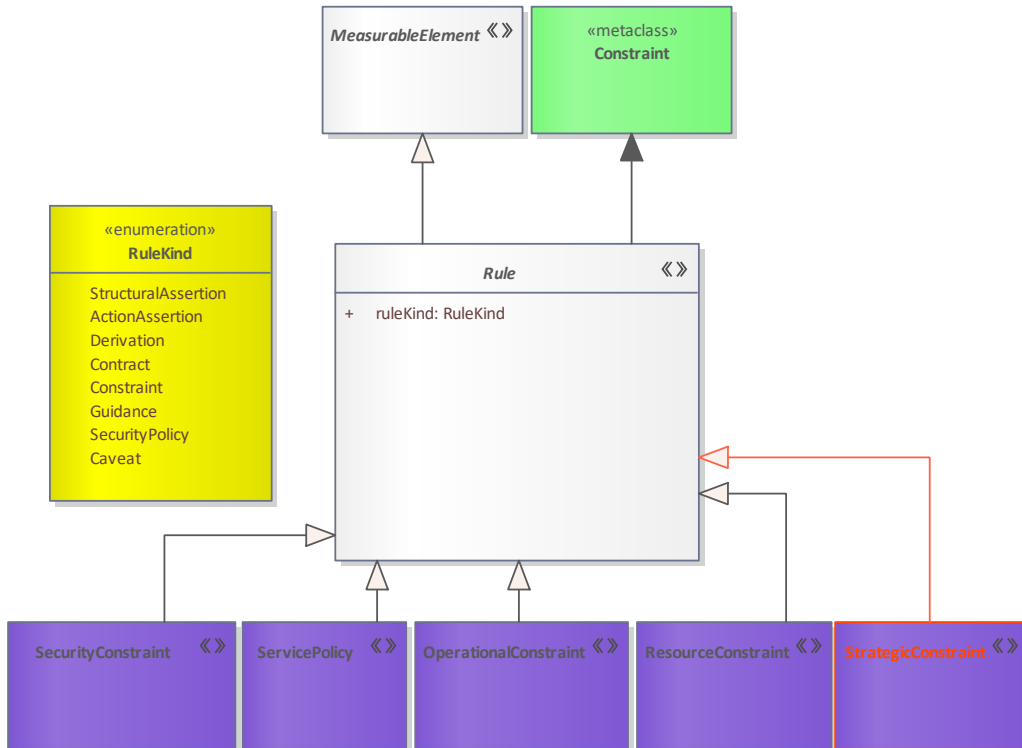 MeasurableElement «»
«metaclass»
Constraint
«enumeration»
RuleKind
StructuralAssertion
ActionAssertion
Derivation
Contract
Constraint
Guidance
SecurityPolicy
Caveat
Rule «»
+ ruleKind: RuleKind
SecurityConstraint «»
ServicePolicy «»
OperationalConstraint «»
ResourceConstraint «»
StrategicConstraint «»